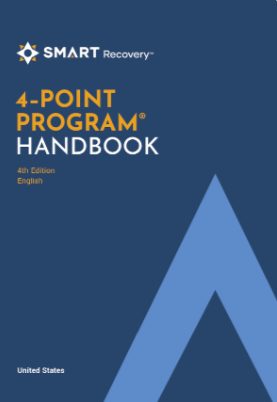 SMART Recovery™
4-POINT
PROGRAM®
HANDBOOK
4th Edition
English
United States